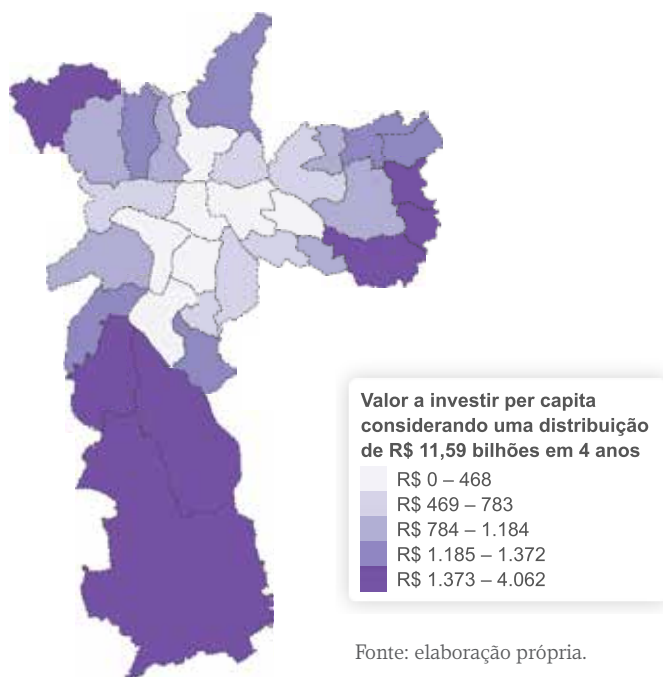 Valor a investir per capita
considerando uma distribuição
de R$ 11,59 bilhões em 4 anos
R$ 0 – 468
R$ 469 – 783
R$ 784 – 1.184
R$ 1.185 – 1.372
R$ 1.373 – 4.062
Fonte: elaboração própria.